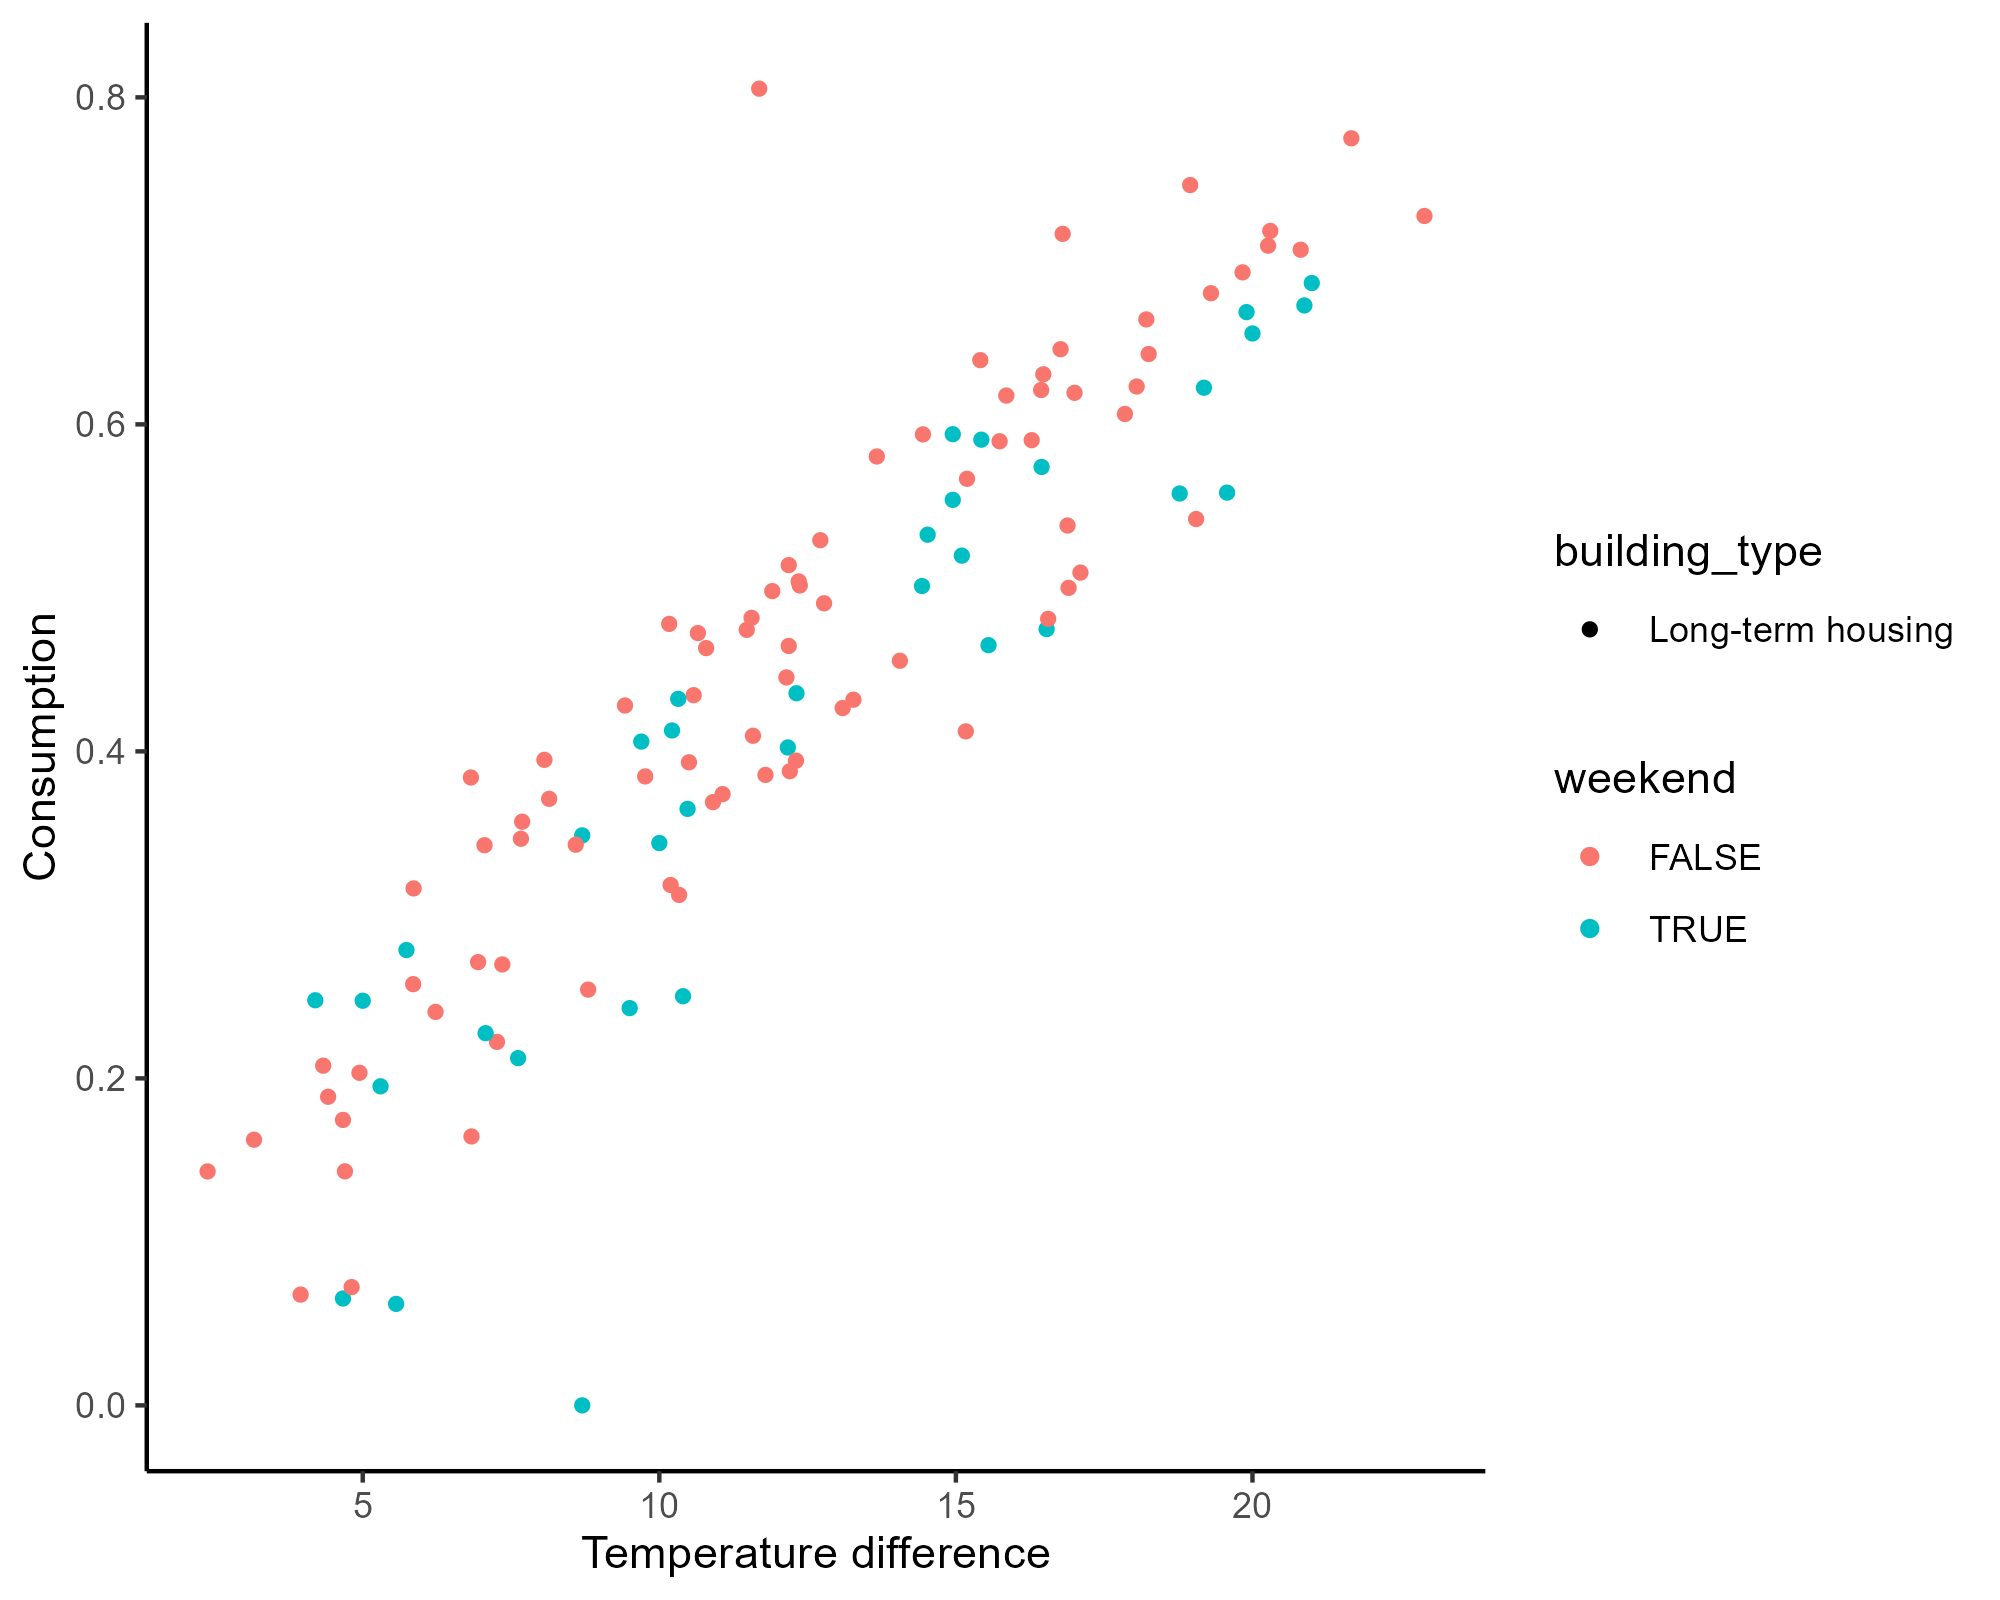 Consumption
0.8
0.6
0.4
0.2
0.0
5 10 15 20
Temperature difference
building_type
Long-term housing
weekend
FALSE
TRUE